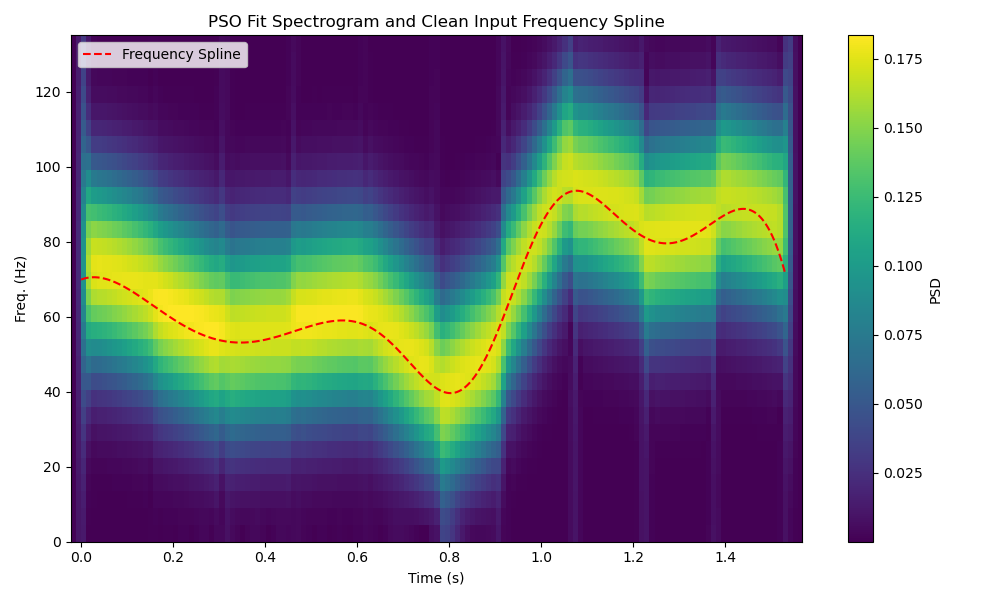 PSO Fit Spectrogram and Clean Input Frequency Spline
Frequency Spline
Freq. (Hz)
120
100
80
60
40
20
0
0.0 0.2 0.4 0.6 0.8 1.0 1.2 1.4
Time (s)
0.175
0.150
0.125
0.100
0.075
0.050
0.025
PSD